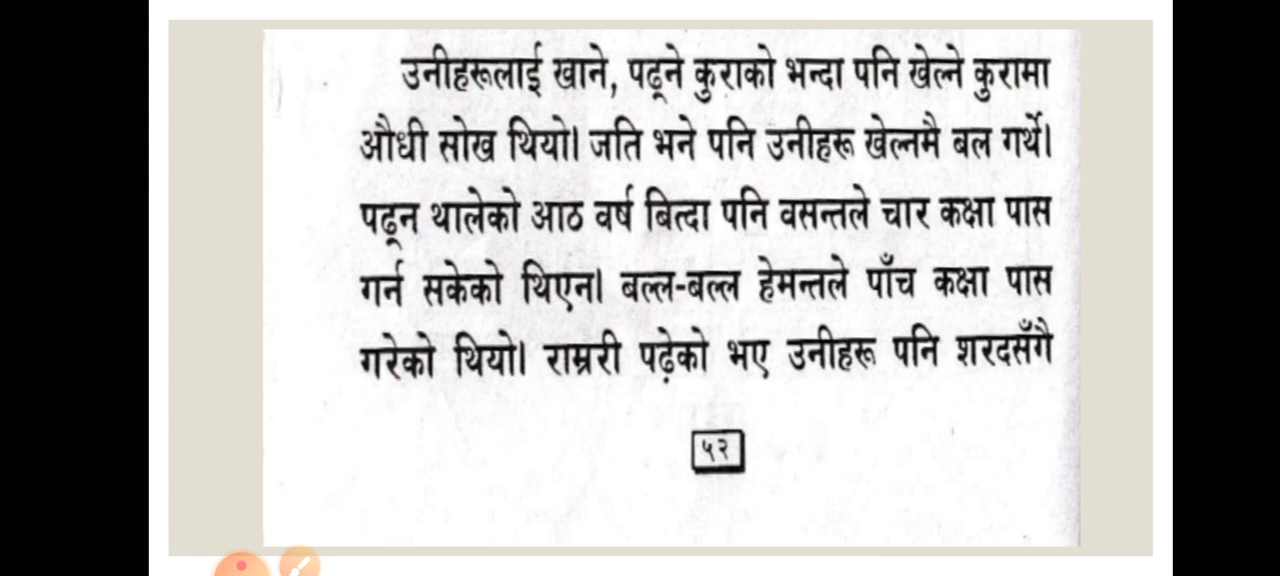 उनीहरूलाई खाने, पढ्ने कुराको भन्दा पनि खेल्ने कुरामा
औधी सोख थियो। जति भने पनि उनीहरू खेल्नमै बल गर्थे।
पढ्न थालेको आठ वर्ष बित्दा पनि वसन्तले चार कक्षा पास
गर्न सकेको थिएन। बल्ल-बल्ल हेमन्तले पाँच कक्षा पास
गरेको थियो। राम्ररी पढ़ेको भए उनीहरू पनि शरदसँगै
५२